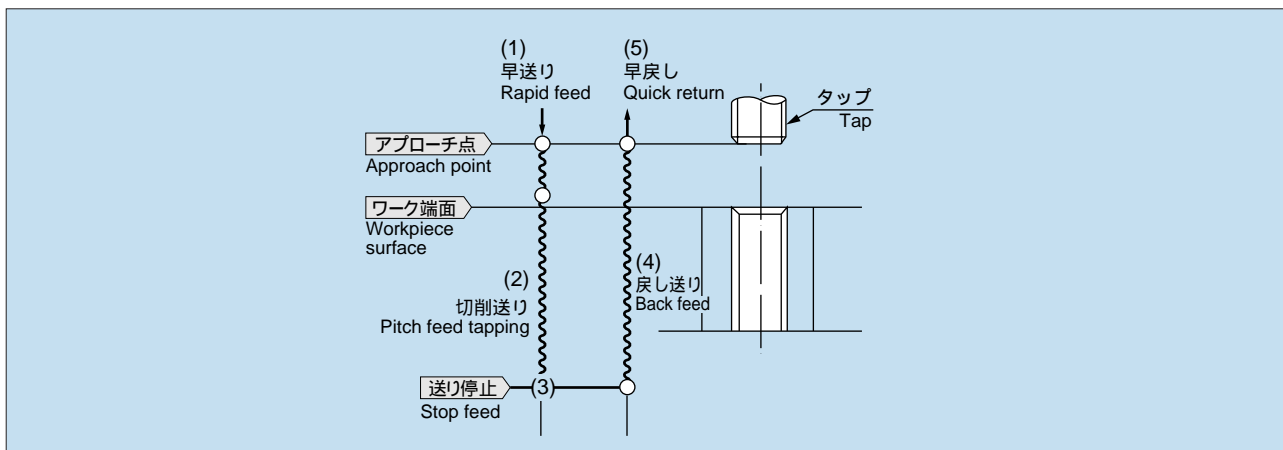 (1)
早送り
Rapid feed
(5)
早戻し
Quick return
タップ
Tap
アプローチ点
Approach point
ワーク端面
Workpiece
surface
(2)
切削送り
Pitch feed tapping
(4)
戻し送り
Back feed
送り停止
Stop feed
(3)